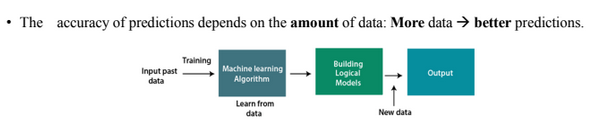 • The accuracy of predictions depends on the amount of data: More data → better predictions.
Training
Input past
data
Machine learning
Algorithm
Learn from
data
Building
Logical
Models
New data
Output